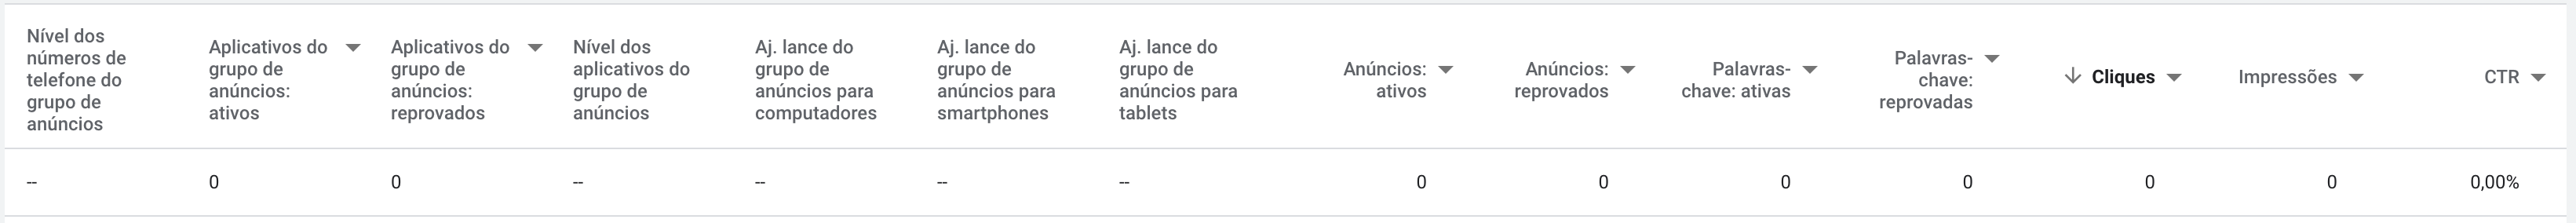 Nível dos
números de
telefone do
grupo de
anúncios
Aplicativos do
grupo de
anúncios:
ativos
Aplicativos do
grupo de
anúncios:
reprovados
Nível dos
aplicativos do
grupo de
anúncios
Aj. lance do
grupo de
anúncios para
computadores
Aj. lance do
grupo de
anúncios para
smartphones
Aj. lance do
grupo de
anúncios para
tablets
Anúncios:
ativos
Anúncios:
reprovados
Palavras-
chave: ativas
Palavras-
chave:
reprovadas
Cliques
Impressões
CTR
-- 0 0 -- -- -- -- 0 0 0 0 0 0 0,00%